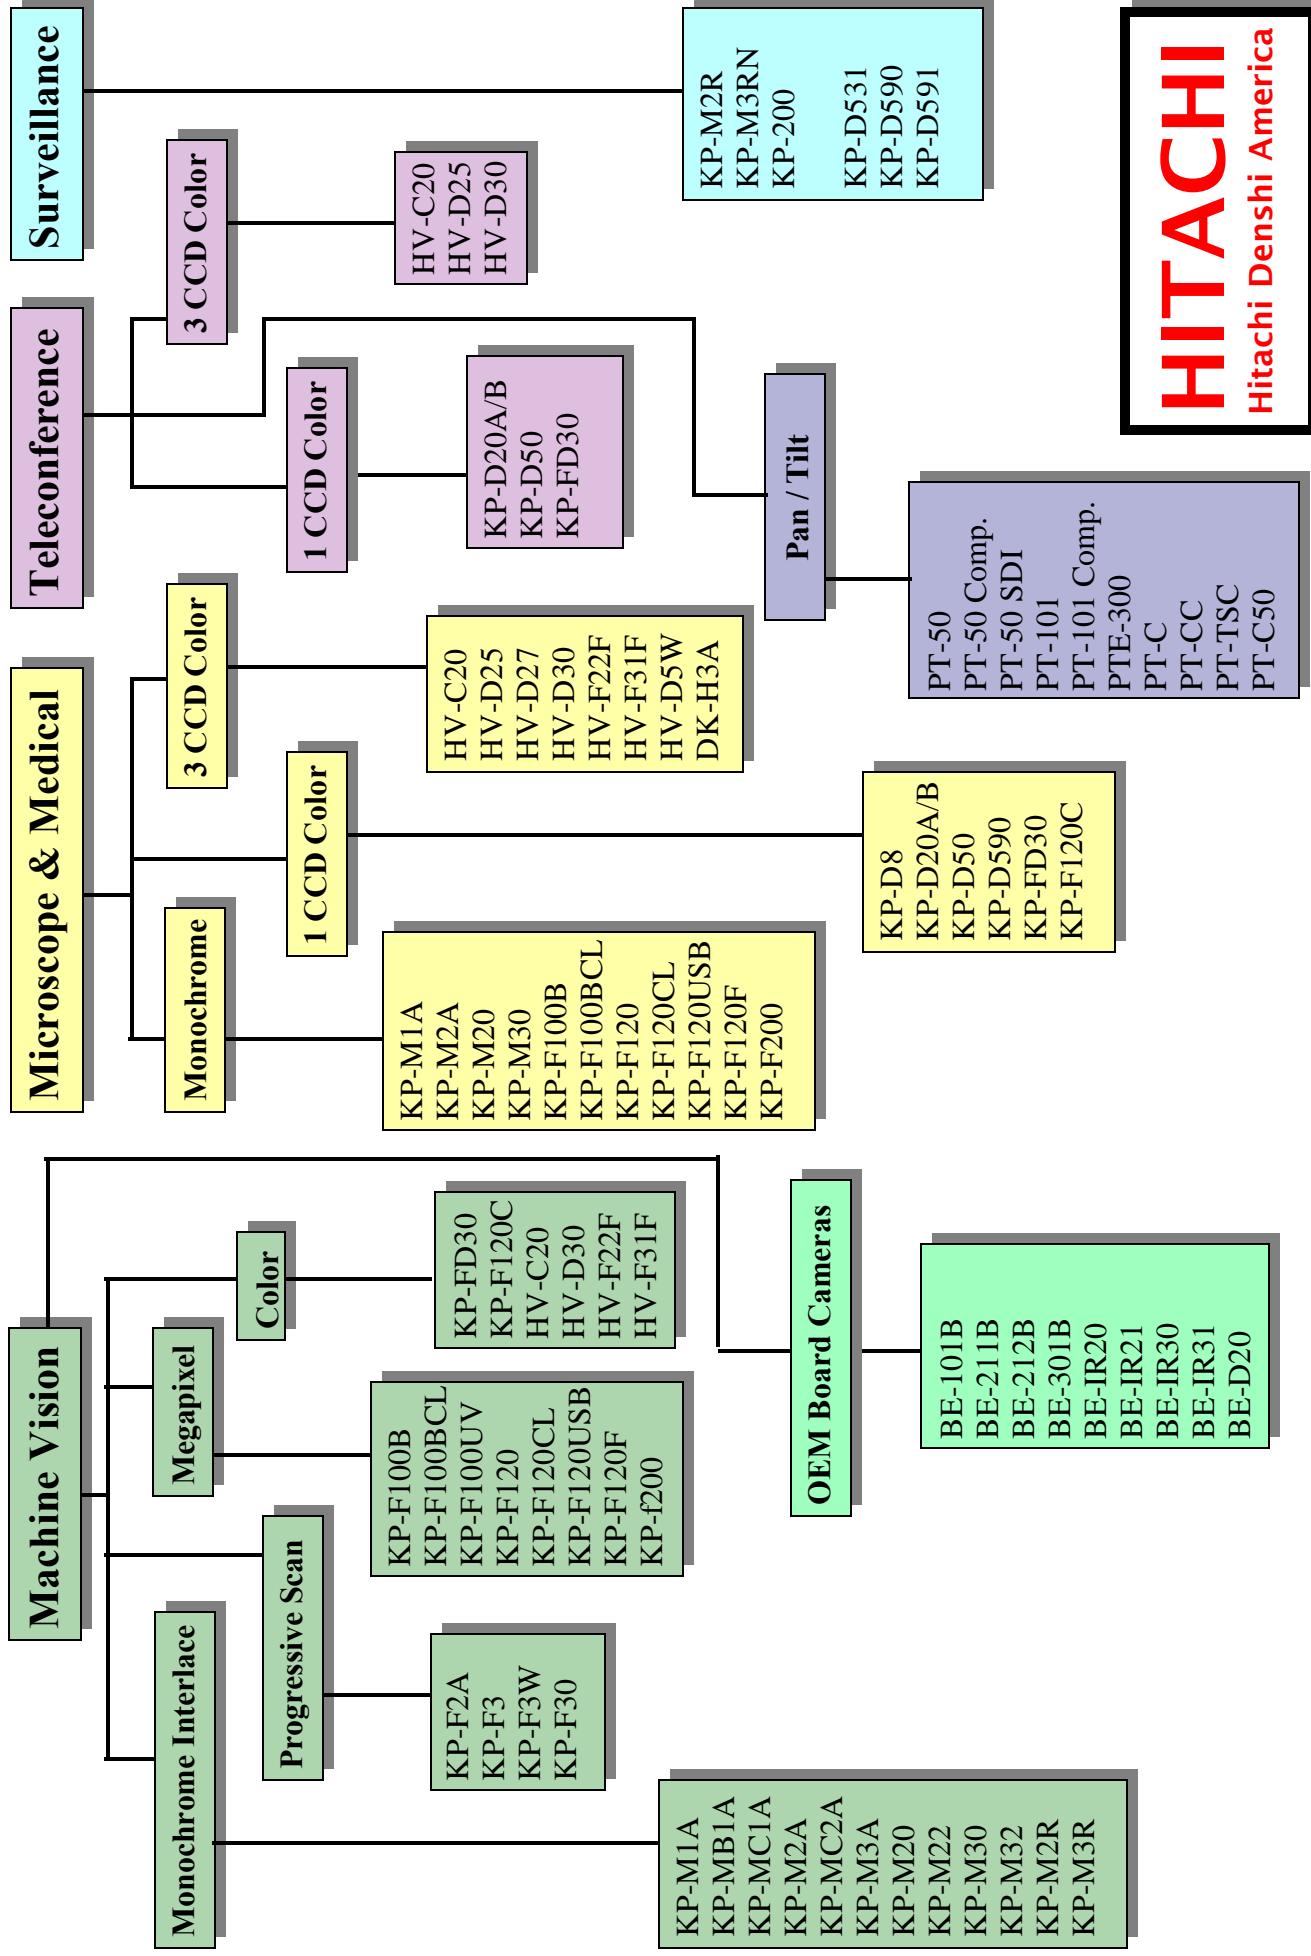 Machine Vision
Monochrome Interlace
KP-M1A
KP-MB1A
KP-MC1A
KP-M2A
KP-MC2A
KP-M3A
KP-M20
KP-M22
KP-M30
KP-M32
KP-M2R
KP-M3R
Progressive Scan
KP-F2A
KP-F3
KP-F3W
KP-F30
Megapixel
KP-F100B
KP-F100BCL
KP-F100UV
KP-F120
KP-F120CL
KP-F120USB
KP-F120F
KP-f200
Color
KP-FD30
KP-F120C
HV-C20
HV-D30
HV-F22F
HV-F31F
OEM Board Cameras
BE-101B
BE-211B
BE-212B
BE-301B
BE-IR20
BE-IR21
BE-IR30
BE-IR31
BE-D20
Microscope & Medical
Monochrome
KP-M1A
KP-M2A
KP-M20
KP-M30
KP-F100B
KP-F100BCL
KP-F120
KP-F120CL
KP-F120USB
KP-F120F
KP-F200
1 CCD Color
KP-D8
KP-D20A/B
KP-D50
KP-D590
KP-FD30
KP-F120C
3 CCD Color
HV-C20
HV-D25
HV-D27
HV-D30
HV-F22F
HV-F31F
HV-D5W
DK-H3A
Teleconference
1 CCD Color
KP-D20A/B
KP-D50
KP-FD30
3 CCD Color
HV-C20
HV-D25
HV-D30
Pan / Tilt
PT-50
PT-50 Comp.
PT-50 SDI
PT-101
PT-101 Comp.
PTE-300
PT-C
PT-CC
PT-TSC
PT-C50
Surveillance
KP-M2R
KP-M3RN
KP-200
KP-D531
KP-D590
KP-D591
HITACHI
Hitachi Denshi America